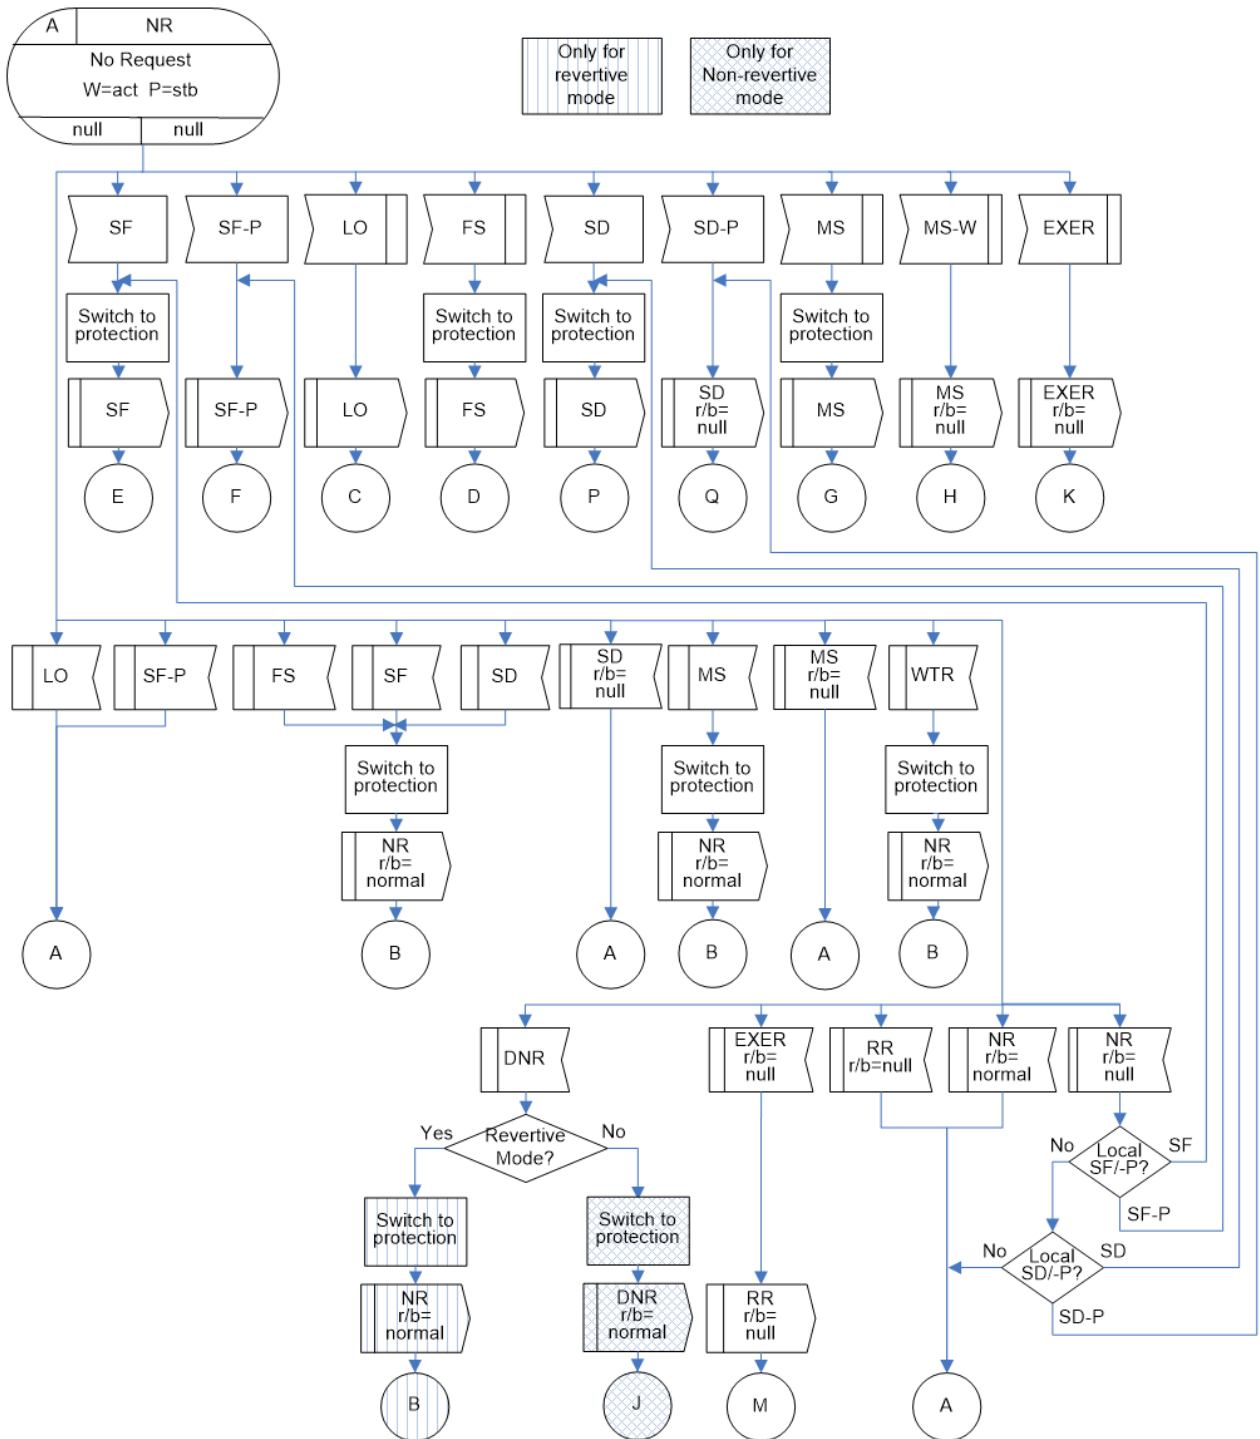 A
NR
No Request
W=act P=stb
null
null
Only for
revertive
mode
Only for
Non-revertive
mode
SF
SF-P
LO
FS
SD
SD-P
MS
MS-W
EXER
Switch to
protection
Switch to
protection
Switch to
protection
Switch to
protection
SF
SF-P
LO
FS
SD
SD
r/b=
null
MS
MS
r/b=
null
EXER
r/b=
null
E
F
C
D
P
Q
G
H
K
LO
SF-P
FS
SF
SD
SD
r/b=
null
MS
MS
r/b=
null
WTR
Switch to
protection
Switch to
protection
Switch to
protection
NR
r/b=
normal
NR
r/b=
normal
NR
r/b=
normal
A
B
A
B
A
B
DNR
EXER
r/b=
null
RR
r/b=null
NR
r/b=
normal
NR
r/b=
null
Yes
Revertive
Mode?
No
No
Local
SF/-P?
SF
SF-P
Switch to
protection
Switch to
protection
No
Local
SD/-P?
SD
SD-P
NR
r/b=
normal
DNR
r/b=
normal
RR
r/b=
null
B
J
M
A